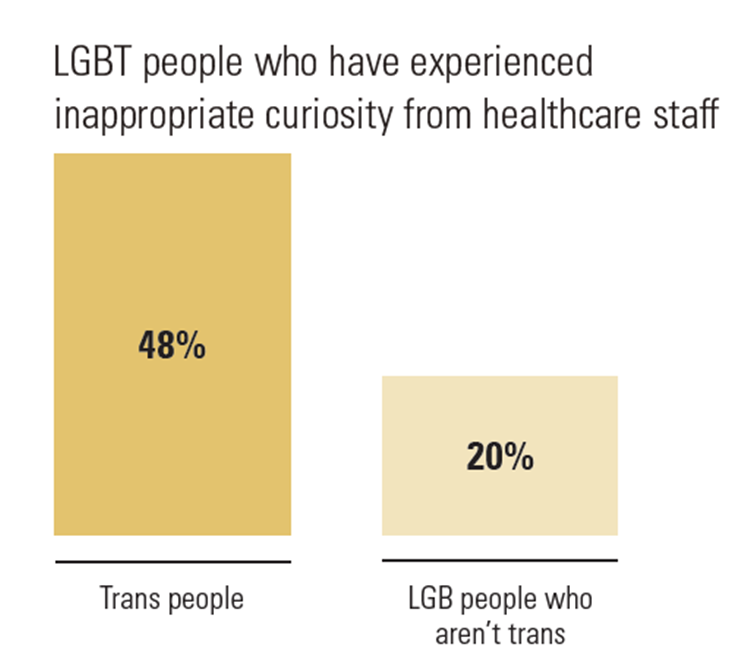 LGBT people who have experienced
inappropriate curiosity from healthcare staff
48%
20%
Trans people
LGB people who
aren’t trans